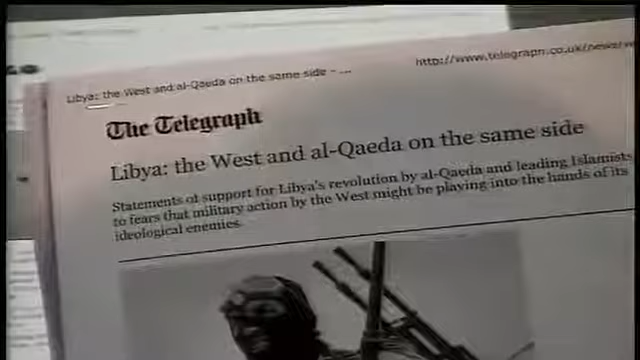 Libya: the West and al-Qaeda on the same side - ...
http://www.telegraph.co.uk/news/w
The Telegraph
Libya: the West and al-Qaeda on the same side
Statements of support for Libya's revolution by al-Qaeda and leading Islamists
to fears that military action by the West might be playing into the hands of its
ideological enemies.